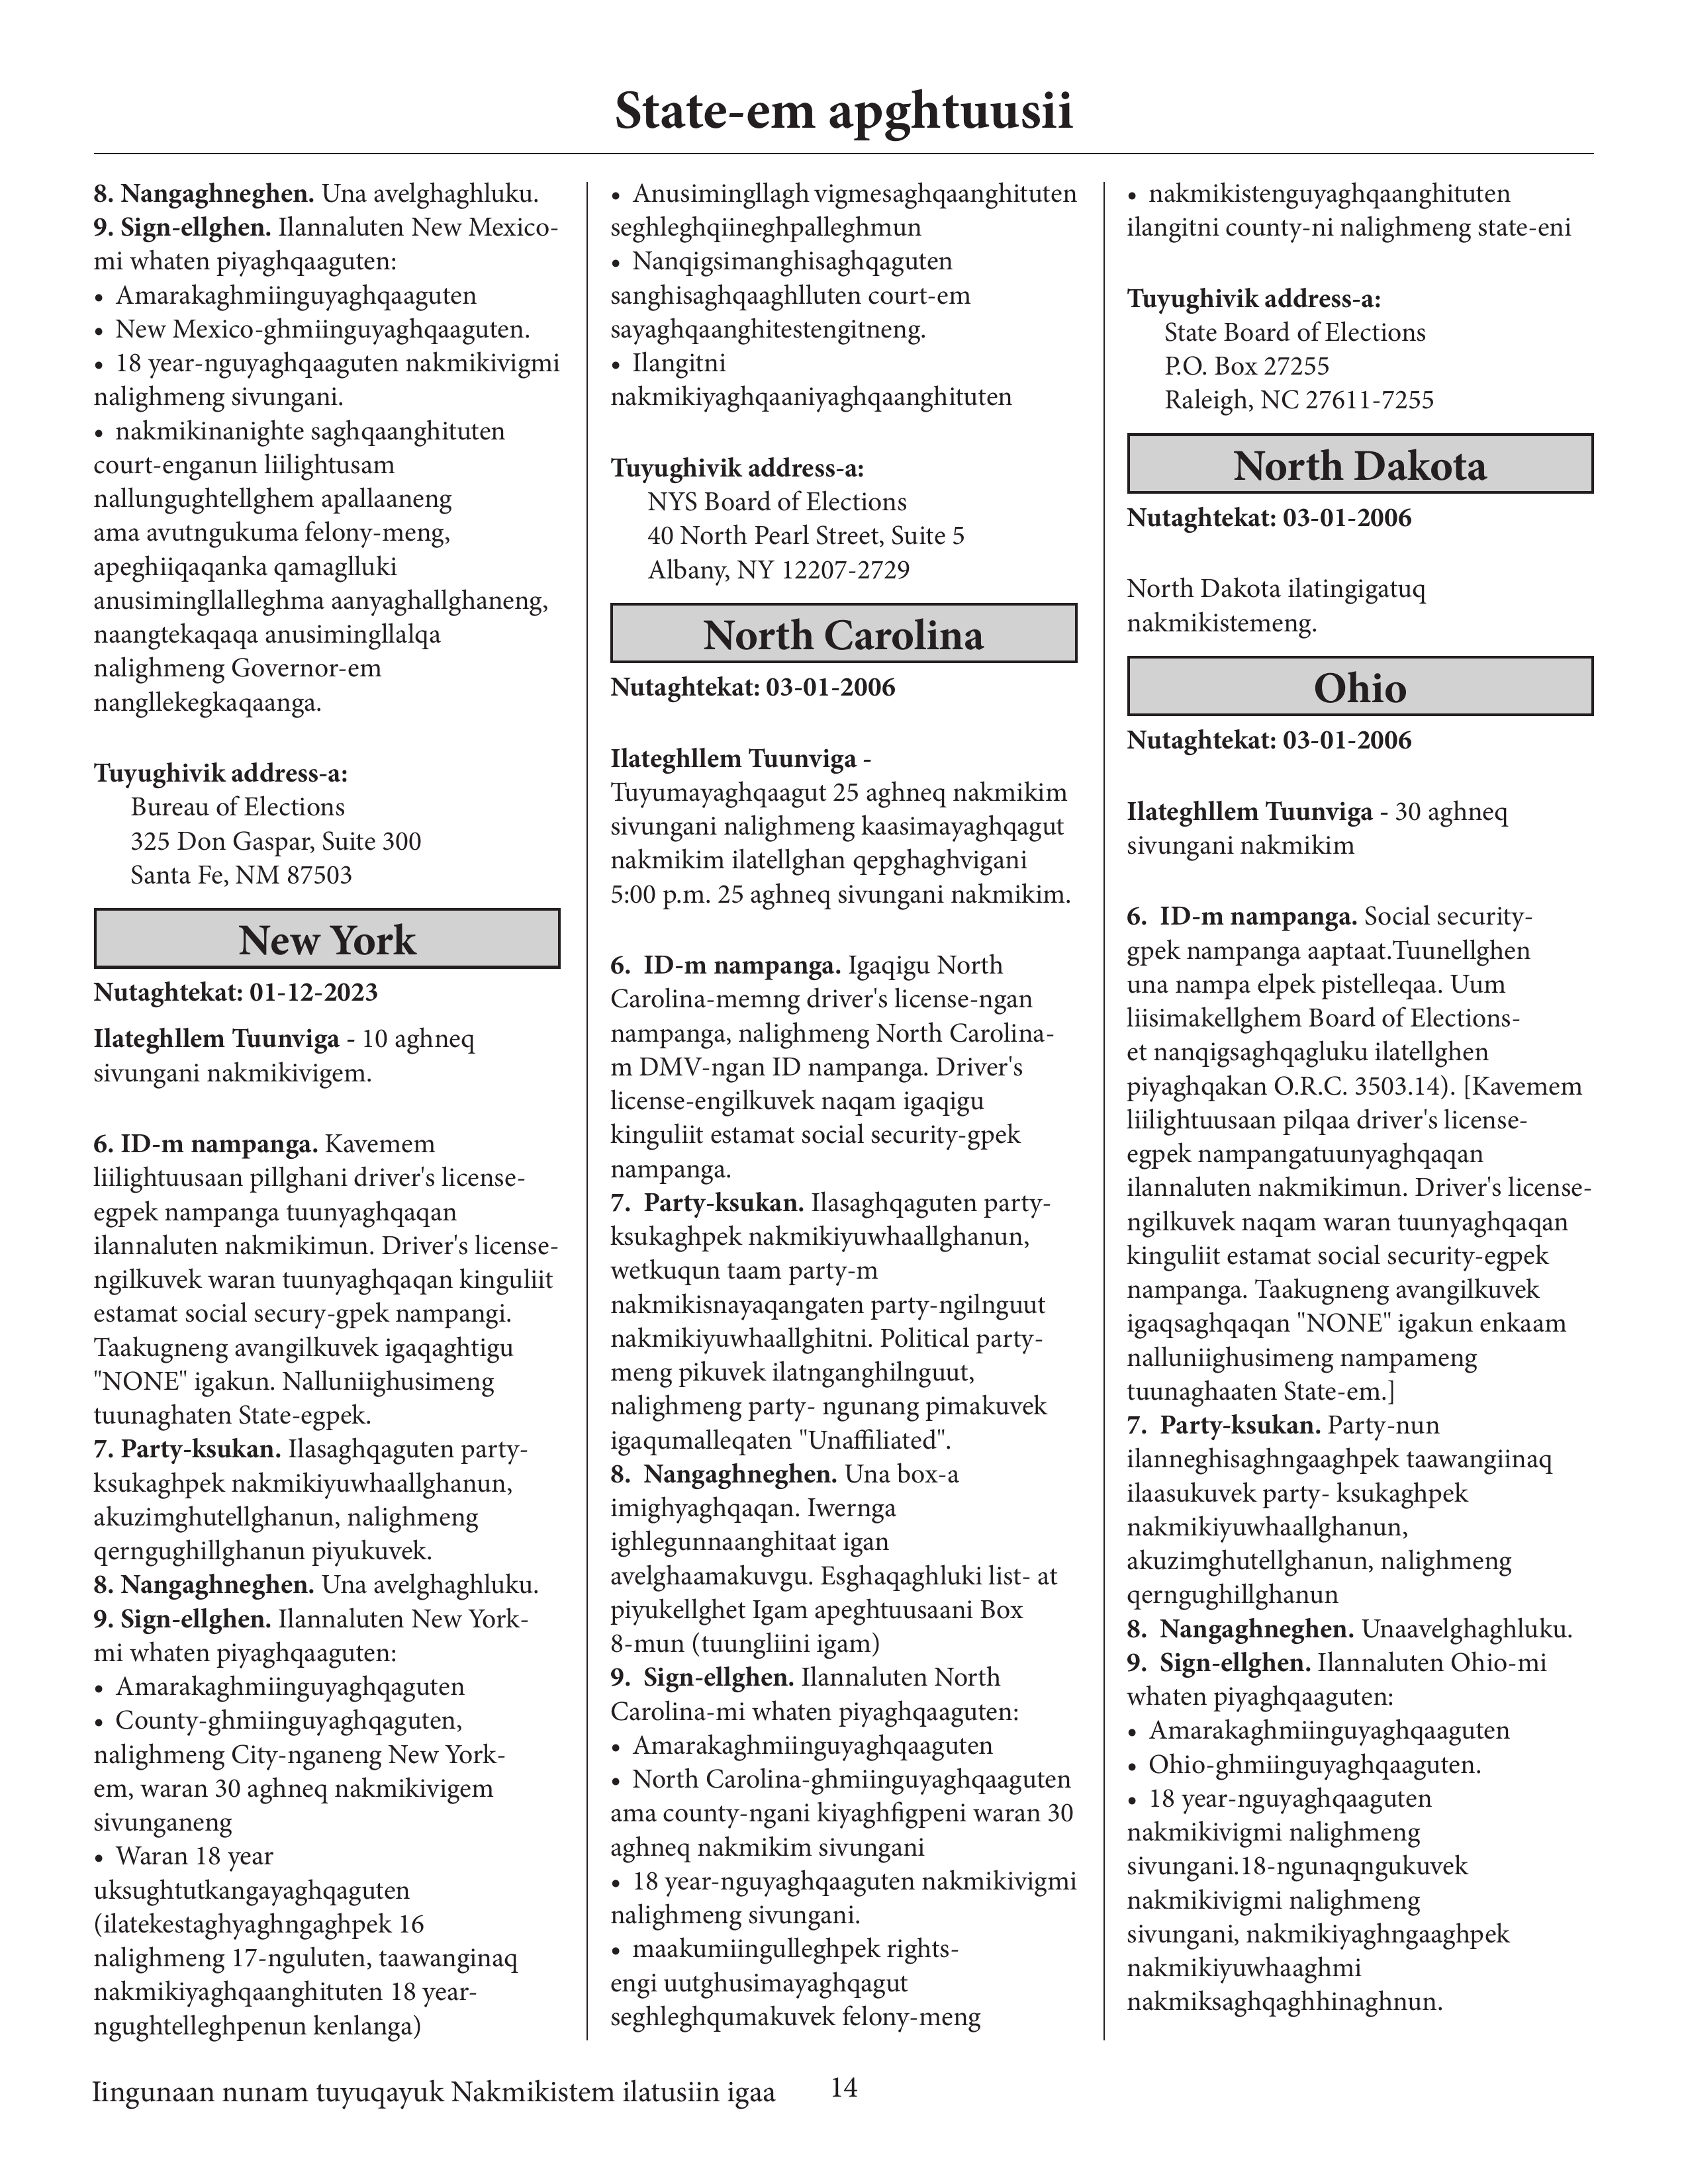 State-em apghtuusii
8. Nangaghneghen. Una avelghaghluku.
9. Sign-ellghen. Ilannaluten New Mexico-
mi whaten piyaghqaaguten:
• Amarakaghmiinguyaghqaaguten
• New Mexico-ghmiinguyaghqaaguten.
• 18 year-nguyaghqaaguten nakmikivigmi
nalighmeng sivungani.
• nakmikinanighte saghqaanghituten
court-enganun liilightusam
nallungughtellghem apallaaneng
ama avutngukuma felony-meng,
apeghiiqaqanka qamaglluki
anusimingllalleghma aanyaghallghaneng,
naangtekaqaqa anusimingllalqa
nalighmeng Governor-em
nangllekegkaqaanga.
Tuyughivik address-a:
Bureau of Elections
325 Don Gaspar, Suite 300
Santa Fe, NM 87503
New York
Nutaghtekat: 01-12-2023
Ilateghllem Tuunviga - 10 aghneq
sivungani nakmikivigem.
6. ID-m nampanga. Kavemem
liilightuusaan pillghani driver's license-
egpek nampanga tuunyaghqaqan
ilannaluten nakmikimun. Driver's license-
ngilkuvek waran tuunyaghqaqan kinguliit
estamat social secury-gpek nampangi.
Taakugneng avangilkuvek igaqaghtigu
"NONE" igakun. Nalluniighusimeng
tuunaghaten State-egpek.
7. Party-ksukan. Ilasaghqaguten party-
ksukaghpek nakmikiyuwhaallghanun,
akuzimghutellghanun, nalighmeng
qerngughillghanun piyukuvek.
8. Nangaghneghen. Una avelghaghluku.
9. Sign-ellghen. Ilannaluten New York-
mi whaten piyaghqaaguten:
• Amarakaghmiinguyaghqaguten
• County-ghmiinguyaghqaguten,
nalighmeng City-nganeng New York-
em, waran 30 aghneq nakmikivigem
sivunganeng
• Waran 18 year
uksughtutkangayaghqaguten
(ilatekestaghyaghngaghpek 16
nalighmeng 17-nguluten, taawanginaq
nakmikiyaghqaanghituten 18 year-
ngughtelleghpenun kenlanga)
• Anusimingllagh vigmesaghqaanghituten
seghleghqiineghpalleghmun
• Nanqigsimanghisaghqaguten
sanghisaghqaaghlluten court-em
sayaghqaanghitestengitneng.
• Ilangitni
nakmikiyaghqaaniyaghqaanghituten
Tuyughivik address-a:
NYS Board of Elections
40 North Pearl Street, Suite 5
Albany, NY 12207-2729
North Carolina
Nutaghtekat: 03-01-2006
Ilateghllem Tuunviga -
Tuyumayaghqaagut 25 aghneq nakmikim
sivungani nalighmeng kaasimayaghqagut
nakmikim ilatellghan qepghaghvigani
5:00 p.m. 25 aghneq sivungani nakmikim.
6. ID-m nampanga. Igaqigu North
Carolina-memng driver's license-ngan
nampanga, nalighmeng North Carolina-
m DMV-ngan ID nampanga. Driver's
license-engilkuvek naqam igaqigu
kinguliit estamat social security-gpek
nampanga.
7. Party-ksukan. Ilasaghqaguten party-
ksukaghpek nakmikiyuwhaallghanun,
wetkuqun taam party-m
nakmikisnayaqangaten party-ngilnguut
nakmikiyuwhaallghitni. Political party-
meng pikuvek ilatnganghilnguut,
nalighmeng party- ngunang pimakuvek
igaqumalleqaten "Unaffiliated".
8. Nangaghneghen. Una box-a
imighyaghqaqan. Iwernga
ighlegunnaanghitaat igan
avelghaamakuvgu. Esghaqaghluki list- at
piyukellghet Igam apeghtuusaani Box
8-mun (tuungliini igam)
9. Sign-ellghen. Ilannaluten North
Carolina-mi whaten piyaghqaaguten:
• Amarakaghmiinguyaghqaaguten
• North Carolina-ghmiinguyaghqaaguten
ama county-ngani kiyaghfigpeni waran 30
aghneq nakmikim sivungani
• 18 year-nguyaghqaaguten nakmikivigmi
nalighmeng sivungani.
• maakumiingulleghpek rights-
engi uutghusimayaghqagut
seghleghqumakuvek felony-meng
• nakmikistenguyaghqaanghituten
ilangitni county-ni nalighmeng state-eni
Tuyughivik address-a:
State Board of Elections
P.O. Box 27255
Raleigh, NC 27611-7255
North Dakota
Nutaghtekat: 03-01-2006
North Dakota ilatingigatuq
nakmikistemeng.
Ohio
Nutaghtekat: 03-01-2006
Ilateghllem Tuunviga - 30 aghneq
sivungani nakmikim
6. ID-m nampanga. Social security-
gpek nampanga aaptaat.Tuunellghen
una nampa elpek pistelleqaa. Uum
liisimakellghem Board of Elections-
et nanqigsaghqagluku ilatellghen
piyaghqakan O.R.C. 3503.14). [Kavemem
liilightuusaan pilqaa driver's license-
egpek nampangatuunyaghqaqan
ilannaluten nakmikimun. Driver's license-
ngilkuvek naqam waran tuunyaghqaqan
kinguliit estamat social security-egpek
nampanga. Taakugneng avangilkuvek
igaqsaghqaqan "NONE" igakun enkaam
nalluniighusimeng nampameng
tuunaghaaten State-em.]
7. Party-ksukan. Party-nun
ilanneghisaghngaaghpek taawangiinaq
ilaasukuvek party- ksukaghpek
nakmikiyuwhaallghanun,
akuzimghutellghanun, nalighmeng
qerngughillghanun
8. Nangaghneghen. Unaavelghaghluku.
9. Sign-ellghen. Ilannaluten Ohio-mi
whaten piyaghqaaguten:
• Amarakaghmiinguyaghqaaguten
• Ohio-ghmiinguyaghqaaguten.
• 18 year-nguyaghqaaguten
nakmikivigmi nalighmeng
sivungani.18-ngunaqngukuvek
nakmikivigmi nalighmeng
sivungani, nakmikiyaghngaaghpek
nakmikiyuwhaaghmi
nakmiksaghqaghhinaghnun.
Iingunaan nunam tuyuqayuk Nakmikistem ilatusiin igaa
14